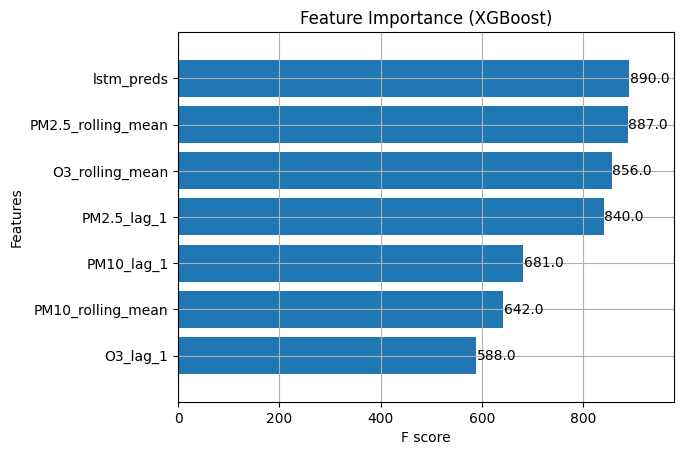 Feature Importance (XGBoost)
lstm_preds
890.0
PM2.5_rolling_mean
887.0
O3_rolling_mean
856.0
PM2.5_lag_1
840.0
PM10_lag_1
681.0
PM10_rolling_mean
642.0
O3_lag_1
588.0
Features
0 200 400 600 800
F score